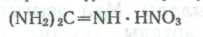 (NH₂)₂C=NH · HNO₃